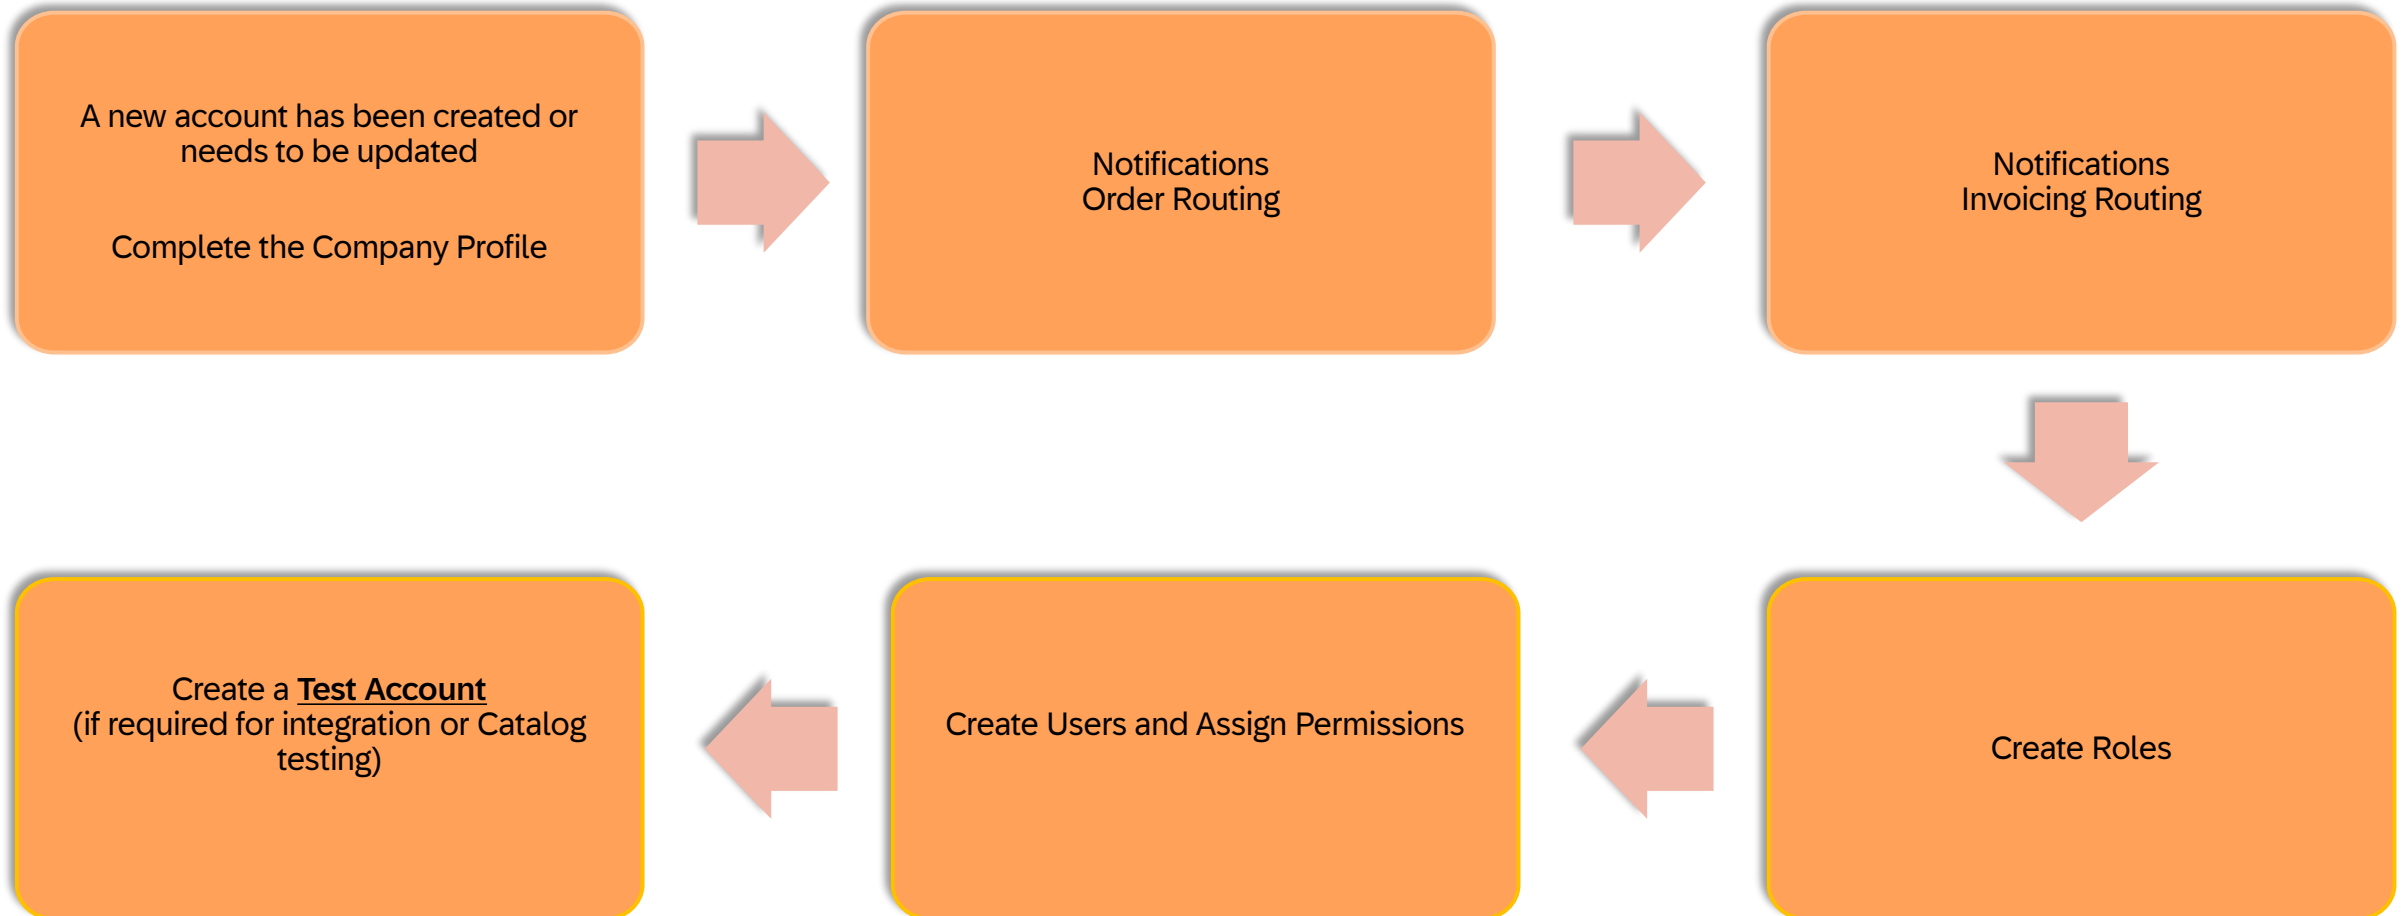 A new account has been created or
needs to be updated
Complete the Company Profile
Notifications
Order Routing
Notifications
Invoicing Routing
Create Roles
Create Users and Assign Permissions
Create a Test Account
(if required for integration or Catalog
testing)